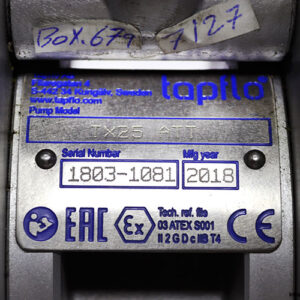 BOX.679
7127
S-442 34 Kungälv, Sweden
www.tapflo.com
tapflo®
Pump Model
TX25 ATT
Serial Number
Mfg year
1803-1081
2018
EAC
Ex
Tech. ref. file
03 ATEX S001
II 2 G D c IIB T4
CE